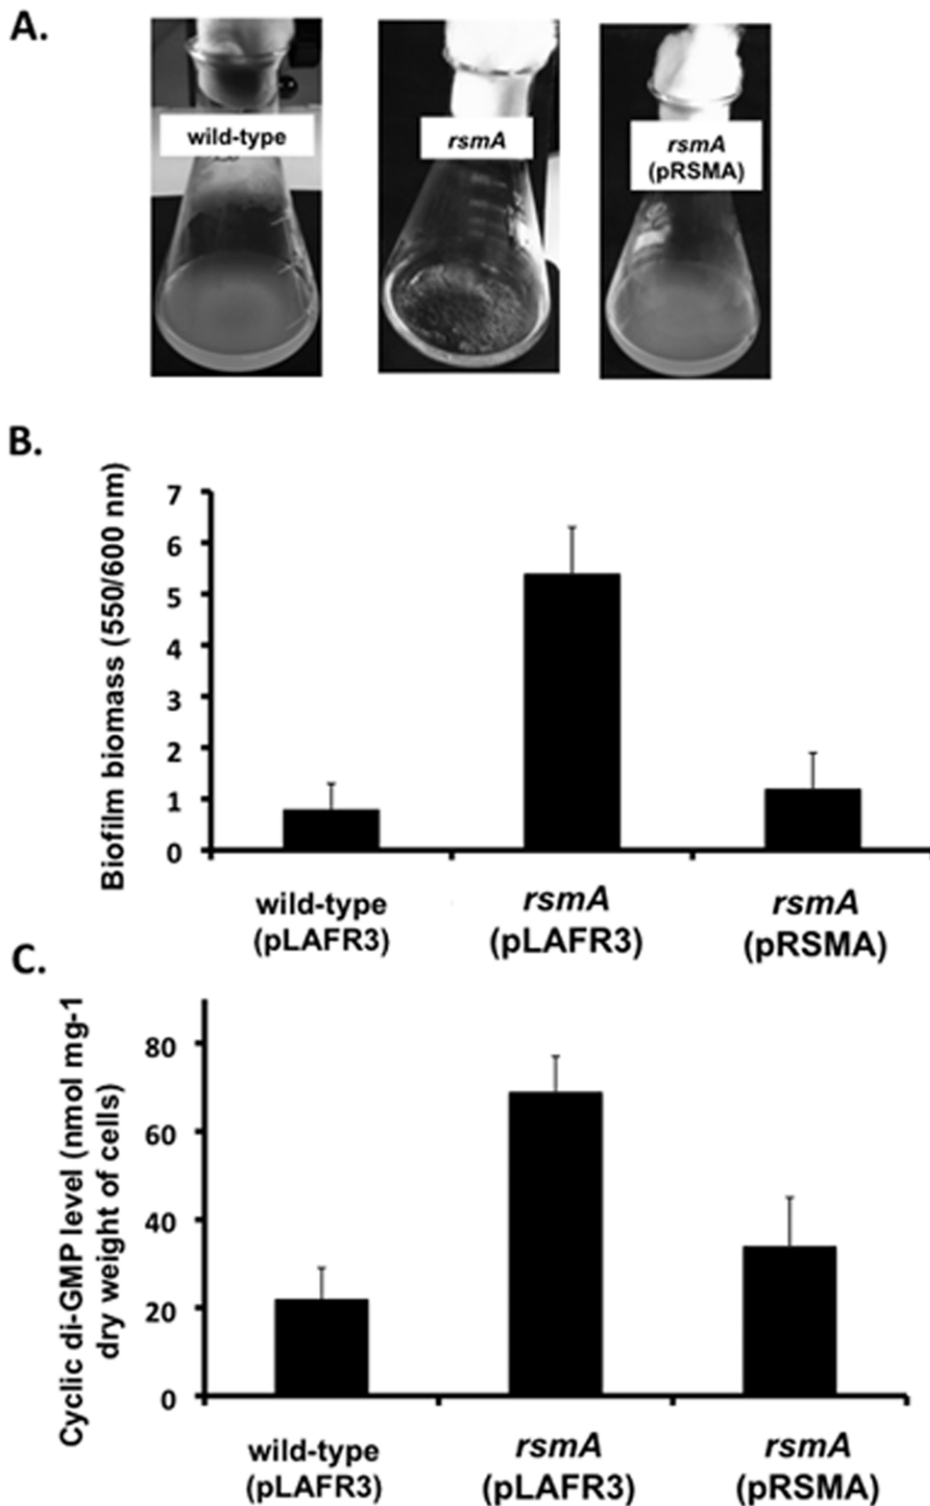 A.
wild-type
rsmA
rsmA
(pRSMA)
B.
Biofilm biomass (550/600 nm)
7
6
5
4
3
2
1
0
wild-type
(pLAFR3)
rsmA
(pLAFR3)
rsmA
(pRSMA)
C.
Cyclic di-GMP level (nmol mg-1
dry weight of cells)
80
60
40
20
0
wild-type
(pLAFR3)
rsmA
(pLAFR3)
rsmA
(pRSMA)